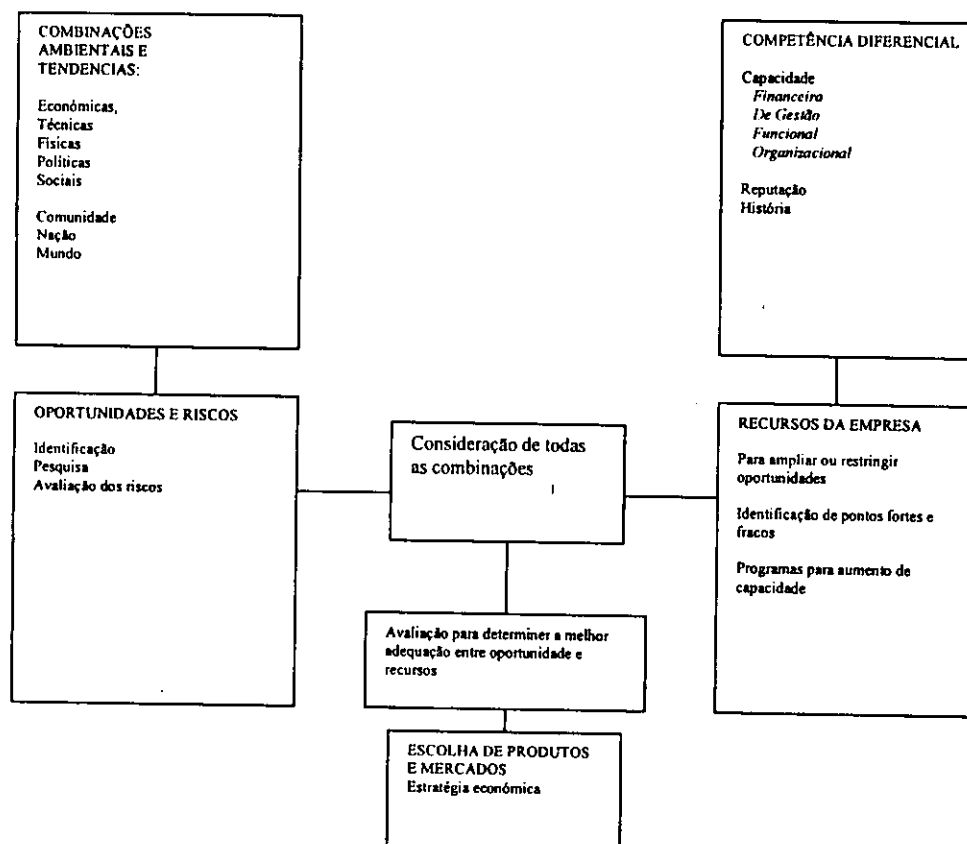 COMBINAÇÕES
AMBIENTAIS E
TENDENCIAS:
Económicas,
Técnicas
Físicas
Políticas
Sociais
Comunidade
Nação
Mundo
COMPETÊNCIA DIFERENCIAL
Capacidade
Financeira
De Gestão
Funcional
Organizacional
Reputação
História
OPORTUNIDADES E RISCOS
Identificação
Pesquisa
Avaliação dos riscos
Consideração de todas
as combinações
RECURSOS DA EMPRESA
Para ampliar ou restringir
oportunidades
Identificação de pontos fortes e
fracos
Programas para aumento de
capacidade
Avaliação para determiner a melhor
adequação entre oportunidade e
recursos
ESCOLHA DE PRODUTOS
E MERCADOS
Estratégia económica